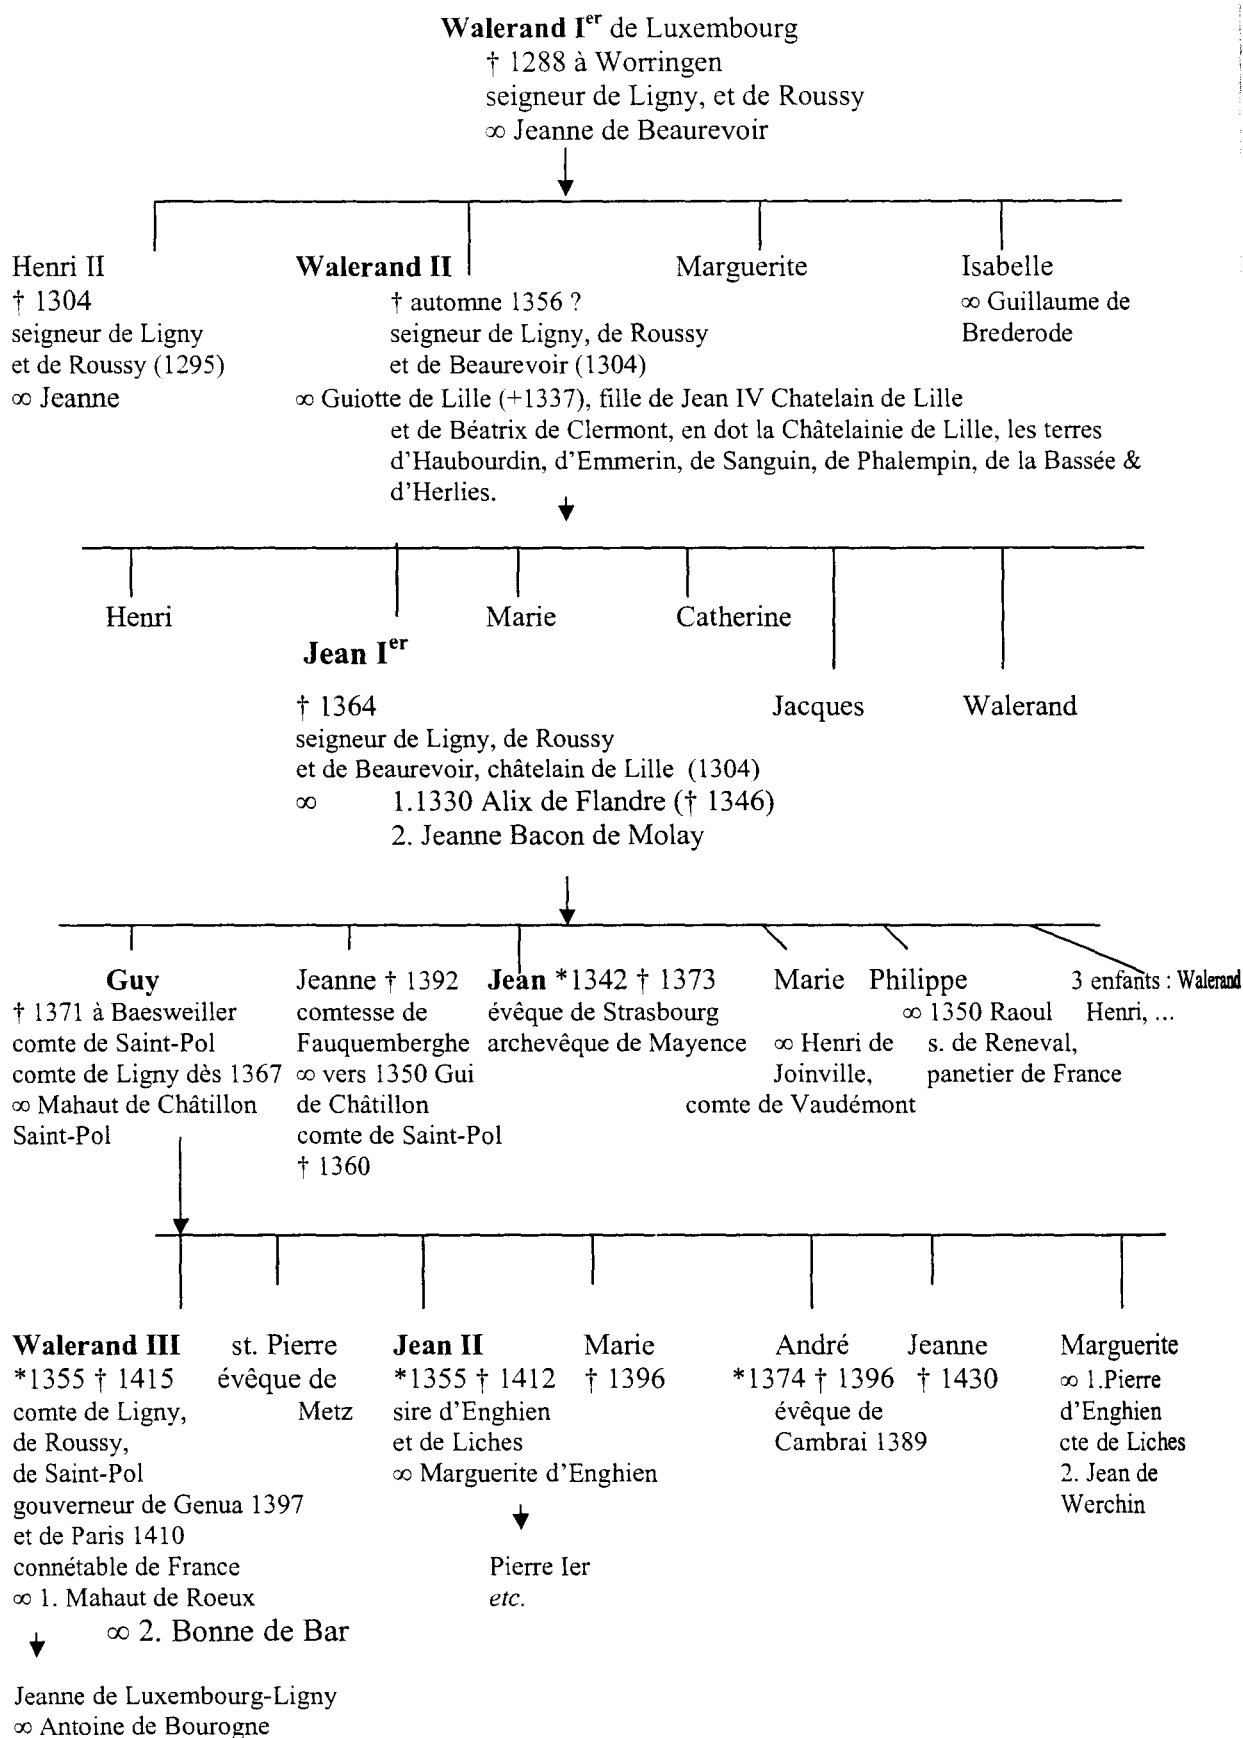 Walerand Iᵉʳ de Luxembourg
† 1288 à Worringen
seigneur de Ligny, et de Roussy
∞ Jeanne de Beaurevoir
Henri II
† 1304
seigneur de Ligny
et de Roussy (1295)
∞ Jeanne
Walerand II
† automne 1356 ?
seigneur de Ligny, de Roussy
et de Beaurevoir (1304)
∞ Guiotte de Lille (+1337), fille de Jean IV Chatelain de Lille
et de Béatrix de Clermont, en dot la Châtelainie de Lille, les terres
d'Haubourdin, d'Emmerin, de Sanguin, de Phalempin, de la Bassée &
d'Herlies.
Marguerite
Isabelle
∞ Guillaume de
Brederode
Henri
Jean Iᵉʳ
† 1364
seigneur de Ligny, de Roussy
et de Beaurevoir, châtelain de Lille (1304)
∞ 1.1330 Alix de Flandre († 1346)
2. Jeanne Bacon de Molay
Marie
Catherine
Jacques
Walerand
Guy
† 1371 à Baesweiller
comte de Saint-Pol
comte de Ligny dès 1367
∞ Mahaut de Châtillon
Saint-Pol
Jeanne † 1392
comtesse de
Fauquemberghe
∞ vers 1350 Gui
de Châtillon
comte de Saint-Pol
† 1360
Jean *1342 † 1373
évêque de Strasbourg
archevêque de Mayence
Marie
∞ Henri de
Joinville,
comte de Vaudémont
Philippe
∞ 1350 Raoul
s. de Reneval,
panetier de France
3 enfants : Walerand
Henri, ...
Walerand III
*1355 † 1415
comte de Ligny,
de Roussy,
de Saint-Pol
gouverneur de Genua 1397
et de Paris 1410
connétable de France
∞ 1. Mahaut de Roeux
∞ 2. Bonne de Bar
Jeanne de Luxembourg-Ligny
∞ Antoine de Bourogne
st. Pierre
évêque de
Metz
Jean II
*1355 † 1412
sire d'Enghien
et de Liches
∞ Marguerite d'Enghien
Pierre Ier
etc.
Marie
† 1396
André
*1374 † 1396
évêque de
Cambrai 1389
Jeanne
† 1430
Marguerite
∞ 1.Pierre
d'Enghien
cte de Liches
2. Jean de
Werchin